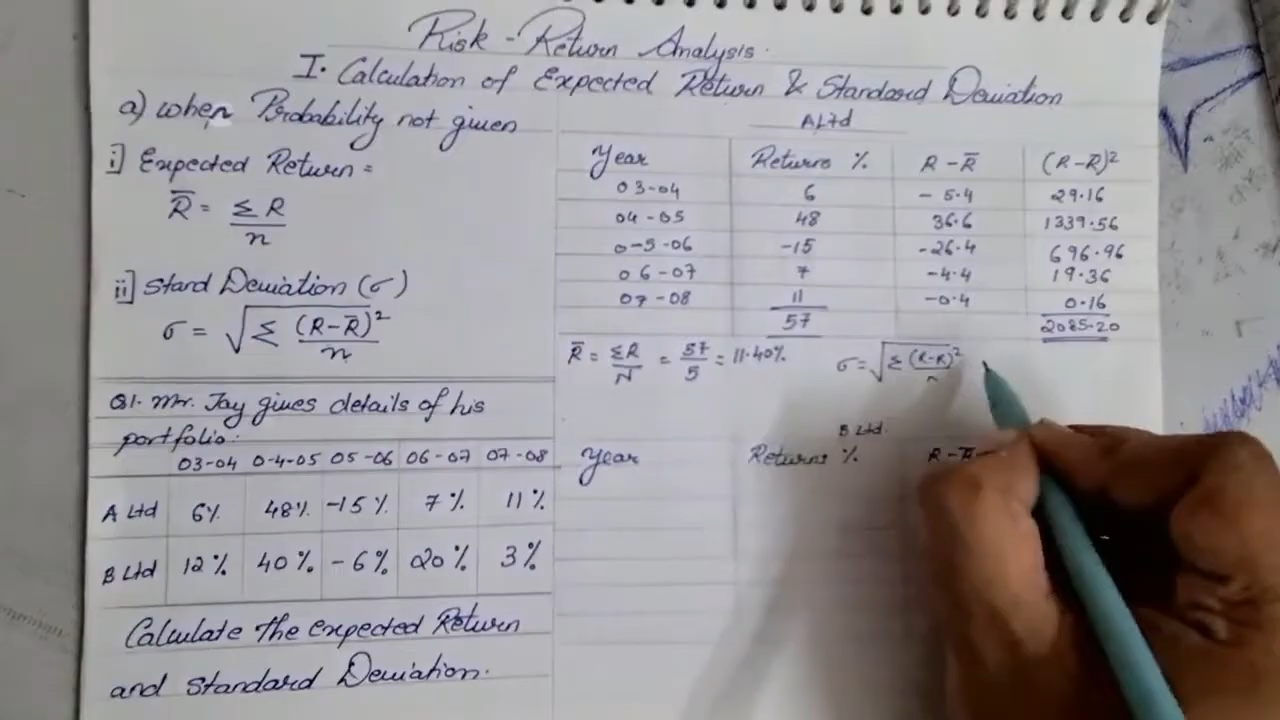 Risk - Return Analysis.
I. Calculation of Expected Return & Standard Deviation
a) when Probability not given
i] Expected Return =
R̅ = ΣR / n
ii] Stard Deviation (σ)
σ = √Σ (R-R̅)² / n
Q1. Mr. Jay gives details of his
portfolio:
03-04 0-4-05 05-06 06-07 07-08
A Ltd 6% 48% -15% 7% 11%
B Ltd 12% 40% -6% 20% 3%
Calculate the expected Return
and Standard Deviation.
A Ltd
Year Returns % R-R̅ (R-R̅)²
03-04 6 -5.4 29.16
04-05 48 36.6 1339.56
0-5-06 -15 -26.4 696.96
06-07 7 -4.4 19.36
07-08 11 -0.4 0.16
57 2085.20
R̅ = ΣR / N = 57 / 5 = 11.40% σ = √Σ (R-R)² / n
B Ltd.
Year Returns % R-R̅